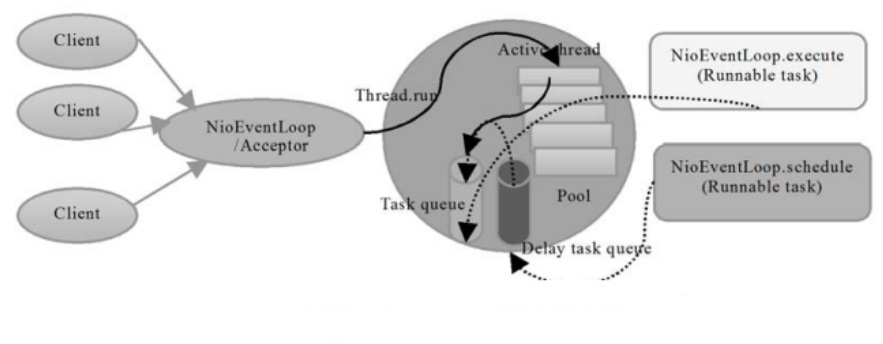 Client
Client
Client
NioEventLoop
/Acceptor
Thread.run
Active thread
Task queue
Pool
Delay task queue
NioEventLoop.execute
(Runnable task)
NioEventLoop.schedule
(Runnable task)